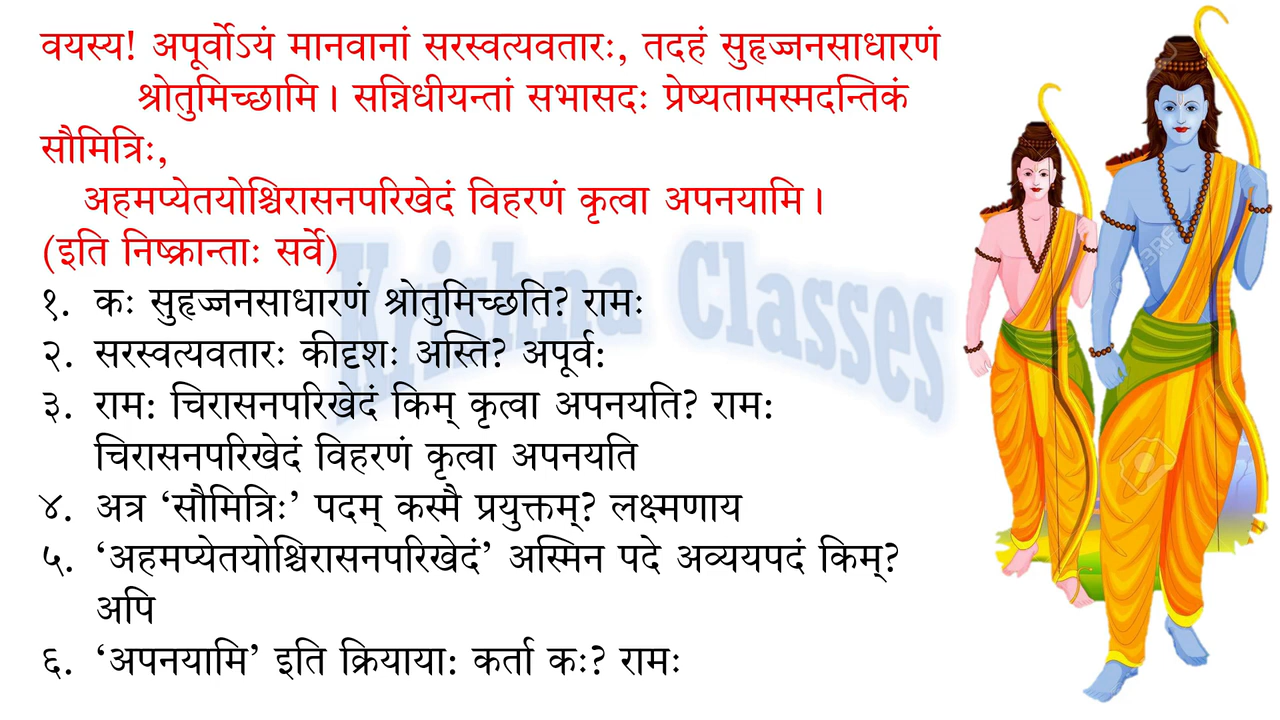 वयस्य! अपूर्वोऽयं मानवानां सरस्वत्यवतारः, तदहं सुहृज्जनसाधारणं
श्रोतुमिच्छामि। सन्निधीयन्तां सभासदः प्रेष्यतामस्मदन्तिकं
सौमित्रिः,
अहमप्येतयोश्चिरासनपरिखेदं विहरणं कृत्वा अपनयामि।
(इति निष्क्रान्ताः सर्वे)
Krishna Classes
१. कः सुहृज्जनसाधारणं श्रोतुमिच्छति? रामः
२. सरस्वत्यवतारः कीदृशः अस्ति? अपूर्व:
३. राम: चिरासनपरिखेदं किम् कृत्वा अपनयति? राम:
चिरासनपरिखेदं विहरणं कृत्वा अपनयति
४. अत्र ‘सौमित्रिः’ पदम् कस्मै प्रयुक्तम्? लक्ष्मणाय
५. ‘अहमप्येतयोश्चिरासनपरिखेदं’ अस्मिन पदे अव्ययपदं किम्?
अपि
६. ‘अपनयामि’ इति क्रियाया: कर्ता कः? रामः